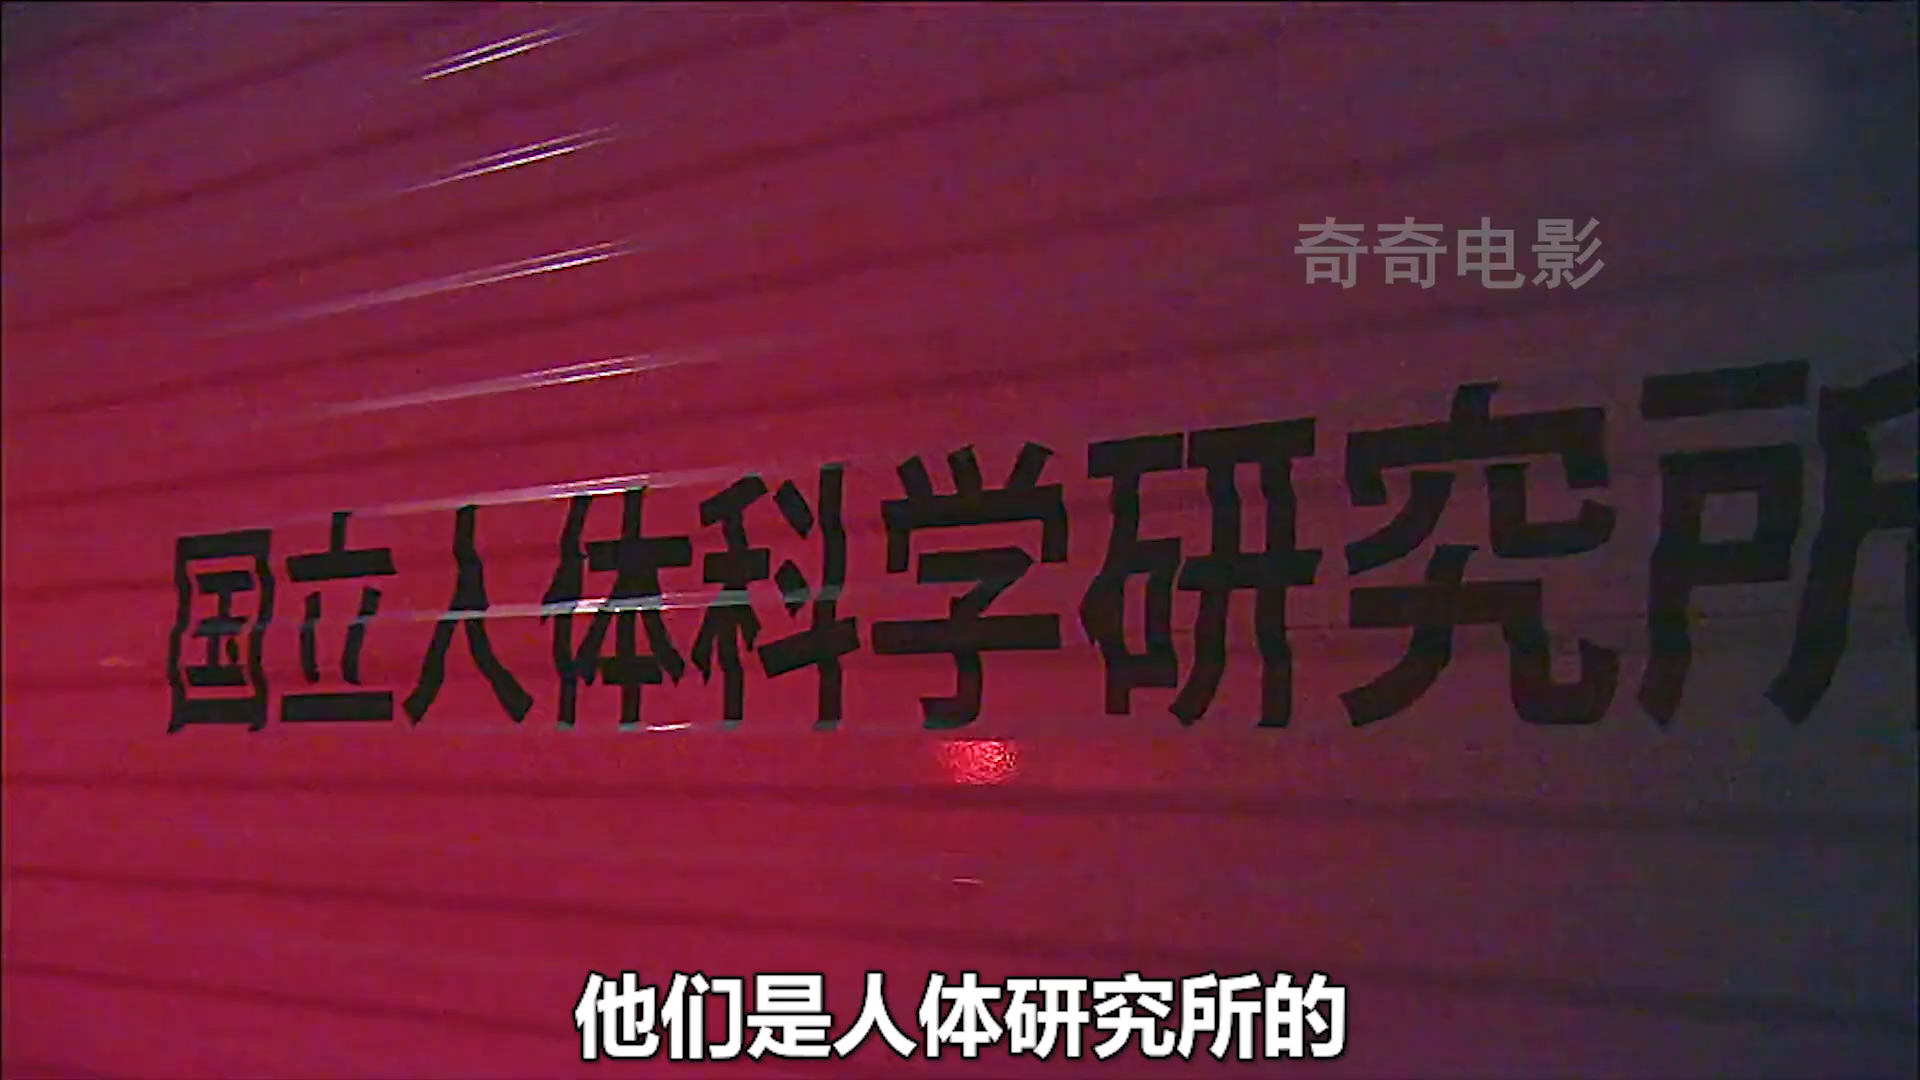 奇奇电影
国立人体科学研究所
他们是人体研究所的